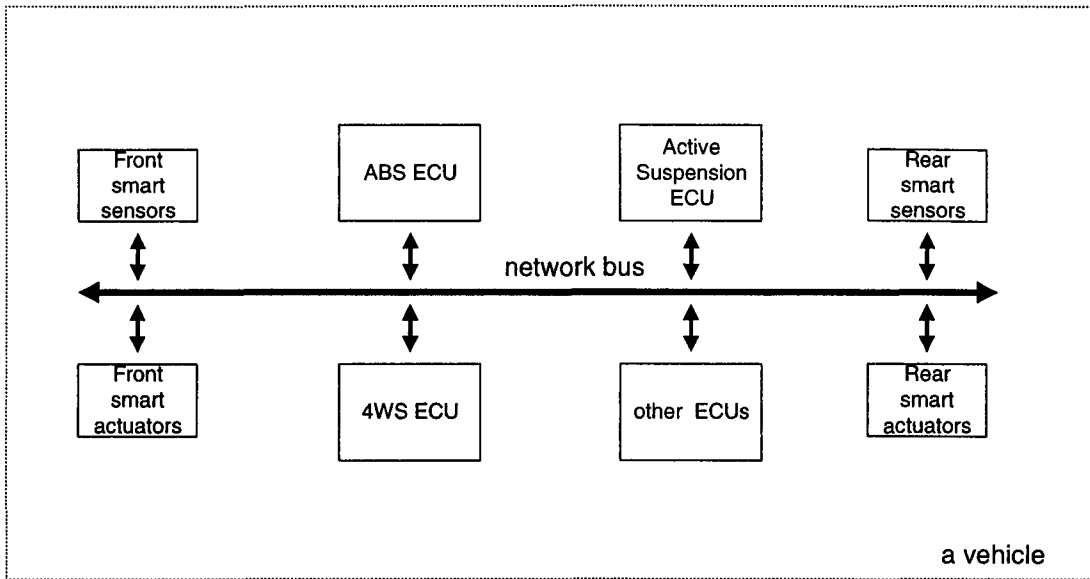 Front
smart
sensors
ABS ECU
Active
Suspension
ECU
Rear
smart
sensors
network bus
Front
smart
actuators
4WS ECU
other ECUs
Rear
smart
actuators
a vehicle